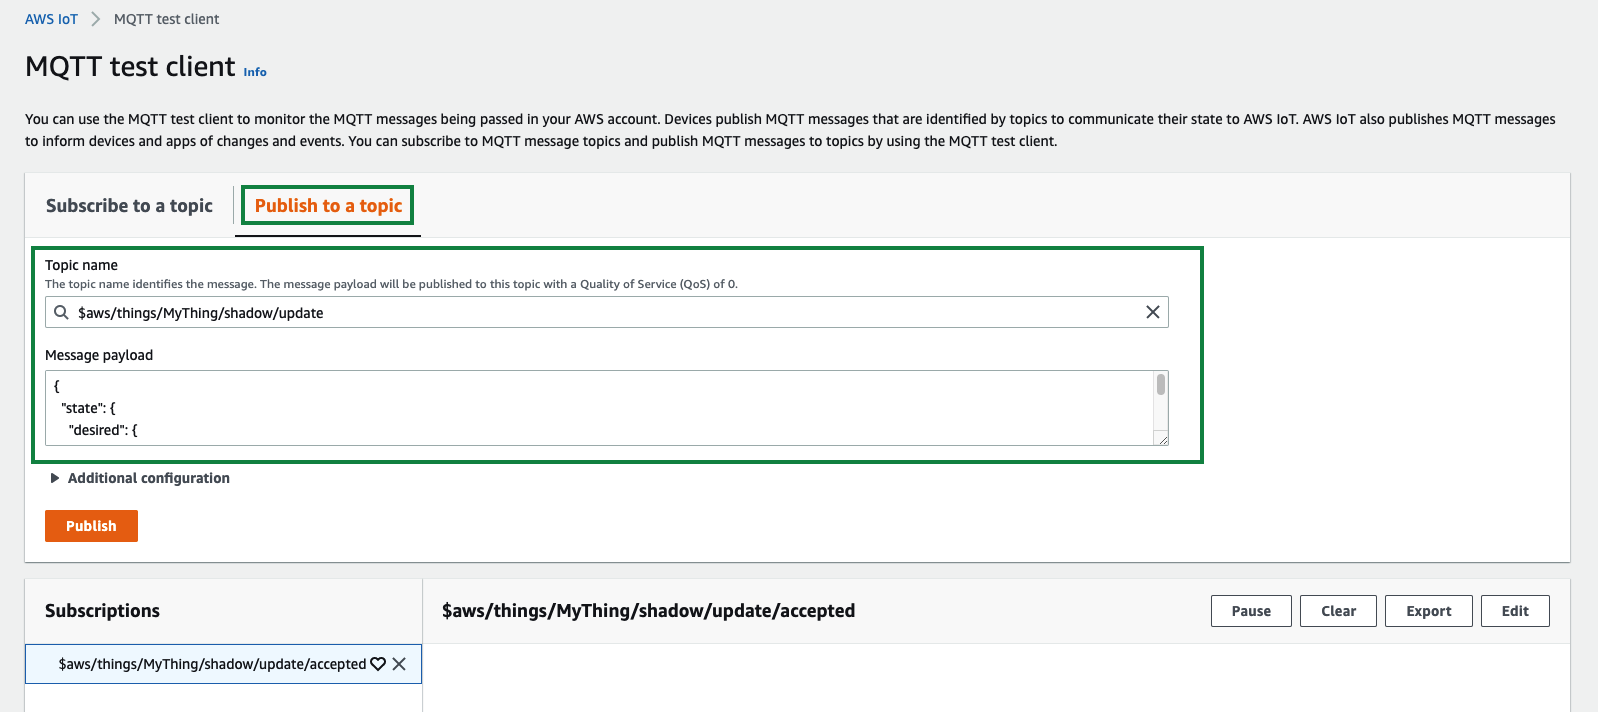 AWS IoT > MQTT test client
MQTT test client Info
You can use the MQTT test client to monitor the MQTT messages being passed in your AWS account. Devices publish MQTT messages that are identified by topics to communicate their state to AWS IoT. AWS IoT also publishes MQTT messages
to inform devices and apps of changes and events. You can subscribe to MQTT message topics and publish MQTT messages to topics by using the MQTT test client.
Subscribe to a topic
Publish to a topic
Topic name
The topic name identifies the message. The message payload will be published to this topic with a Quality of Service (QoS) of 0.
$aws/things/MyThing/shadow/update
Message payload
{
"state": {
"desired": {
Additional configuration
Publish
Subscriptions
$aws/things/MyThing/shadow/update/accepted
Pause
Clear
Export
Edit
$aws/things/MyThing/shadow/update/accepted